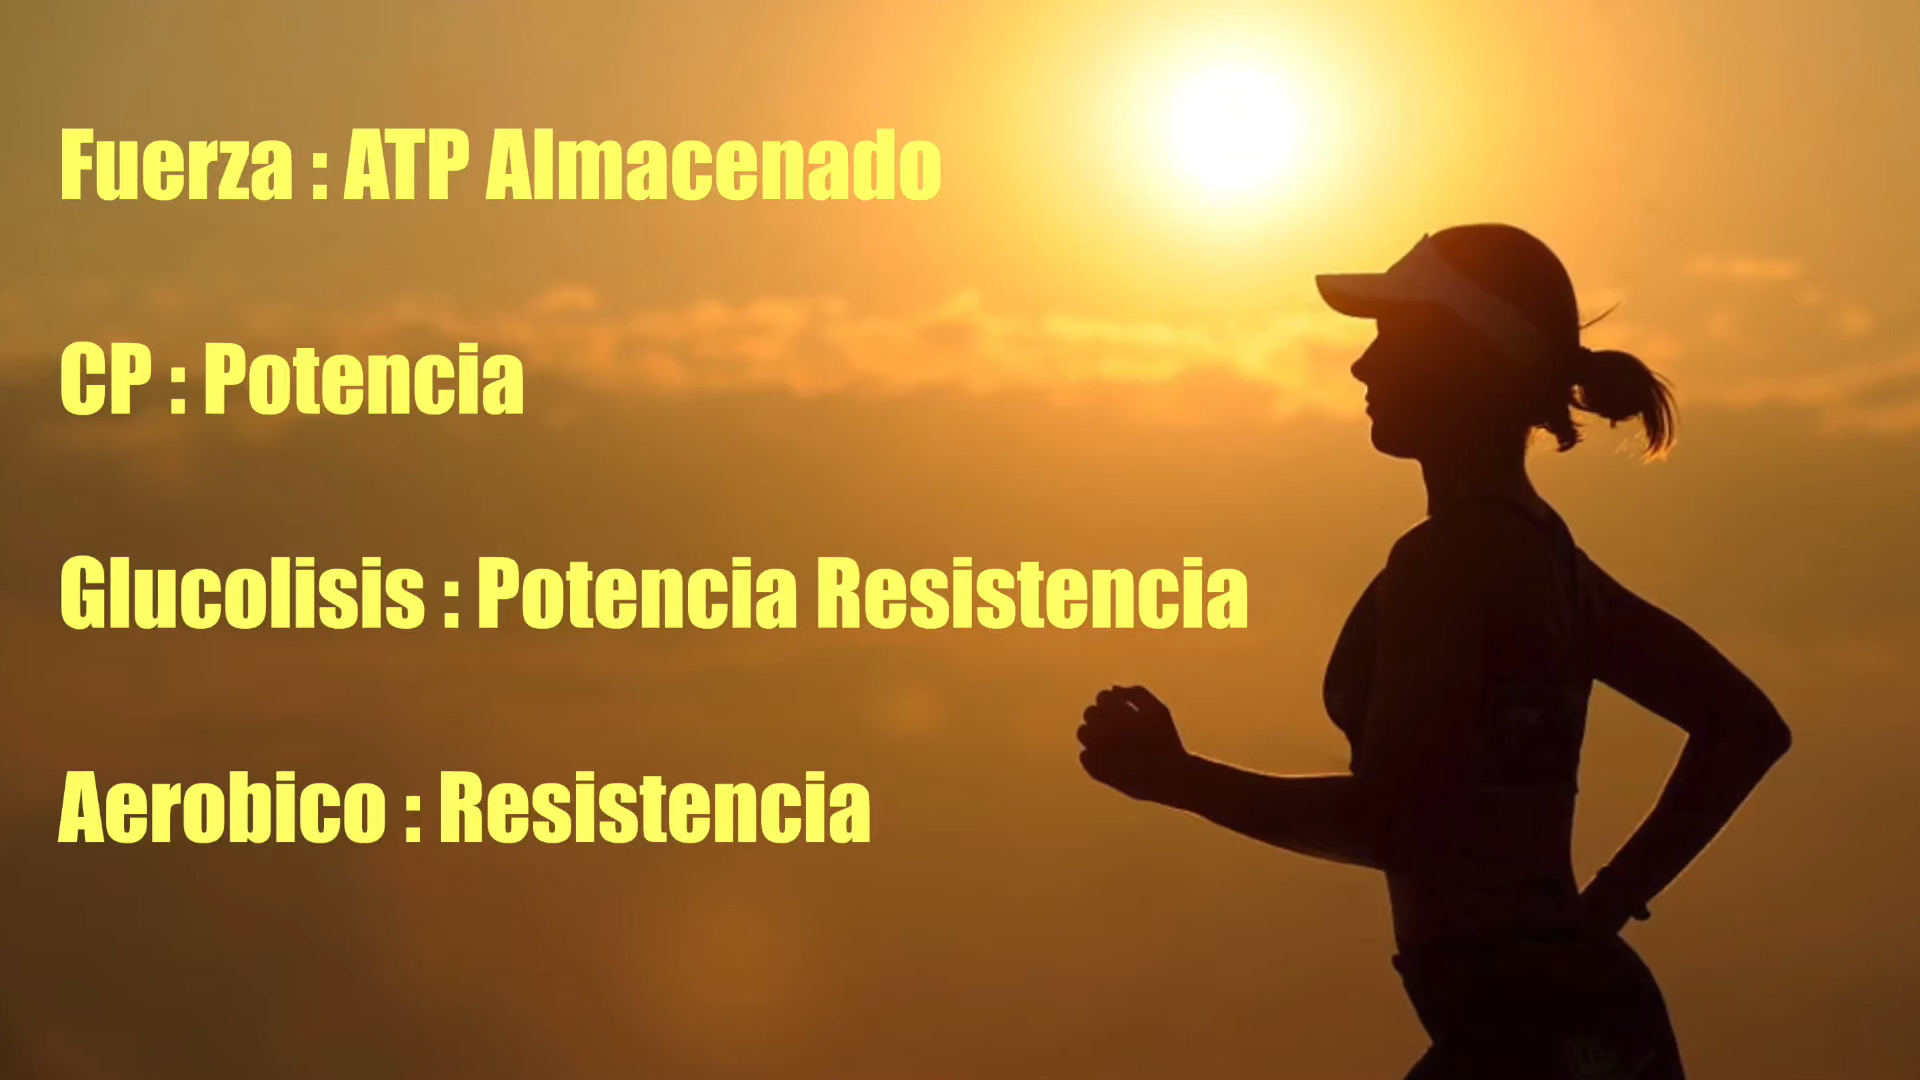 Fuerza : ATP Almacenado
CP : Potencia
Glucolisis : Potencia Resistencia
Aerobico : Resistencia